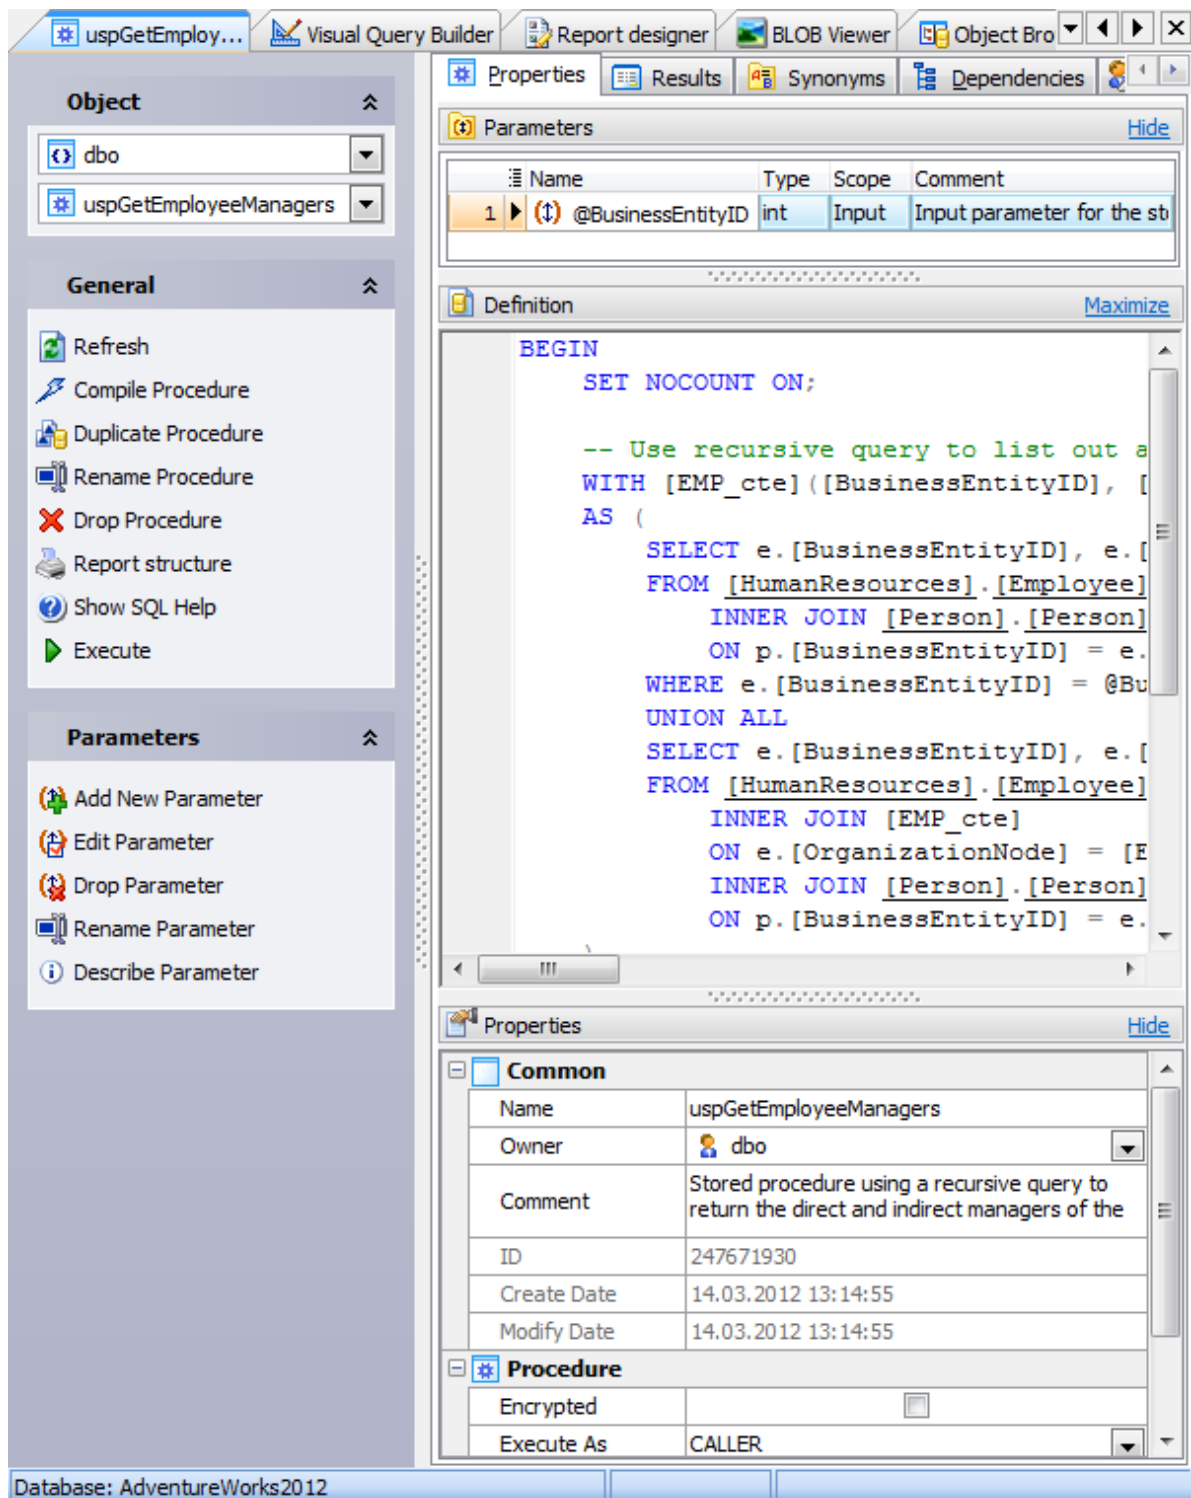 uspGetEmploy... Visual Query Builder Report designer BLOB Viewer Object Bro
Properties Results Synonyms Dependencies
Object
dbo
uspGetEmployeeManagers
General
Refresh
Compile Procedure
Duplicate Procedure
Rename Procedure
Drop Procedure
Report structure
Show SQL Help
Execute
Parameters
Add New Parameter
Edit Parameter
Drop Parameter
Rename Parameter
Describe Parameter
Parameters Hide
Name Type Scope Comment
1 @BusinessEntityID int Input Input parameter for the st
Definition Maximize
BEGIN
SET NOCOUNT ON;
-- Use recursive query to list out a
WITH [EMP_cte]([BusinessEntityID], [
AS (
SELECT e.[BusinessEntityID], e.[
FROM [HumanResources].[Employee]
INNER JOIN [Person].[Person]
ON p.[BusinessEntityID] = e.
WHERE e.[BusinessEntityID] = @Bu
UNION ALL
SELECT e.[BusinessEntityID], e.[
FROM [HumanResources].[Employee]
INNER JOIN [EMP_cte]
ON e.[OrganizationNode] = [E
INNER JOIN [Person].[Person]
ON p.[BusinessEntityID] = e.
)
Properties Hide
Common
Name uspGetEmployeeManagers
Owner dbo
Comment Stored procedure using a recursive query to
return the direct and indirect managers of the
ID 247671930
Create Date 14.03.2012 13:14:55
Modify Date 14.03.2012 13:14:55
Procedure
Encrypted
Execute As CALLER
Database: AdventureWorks2012